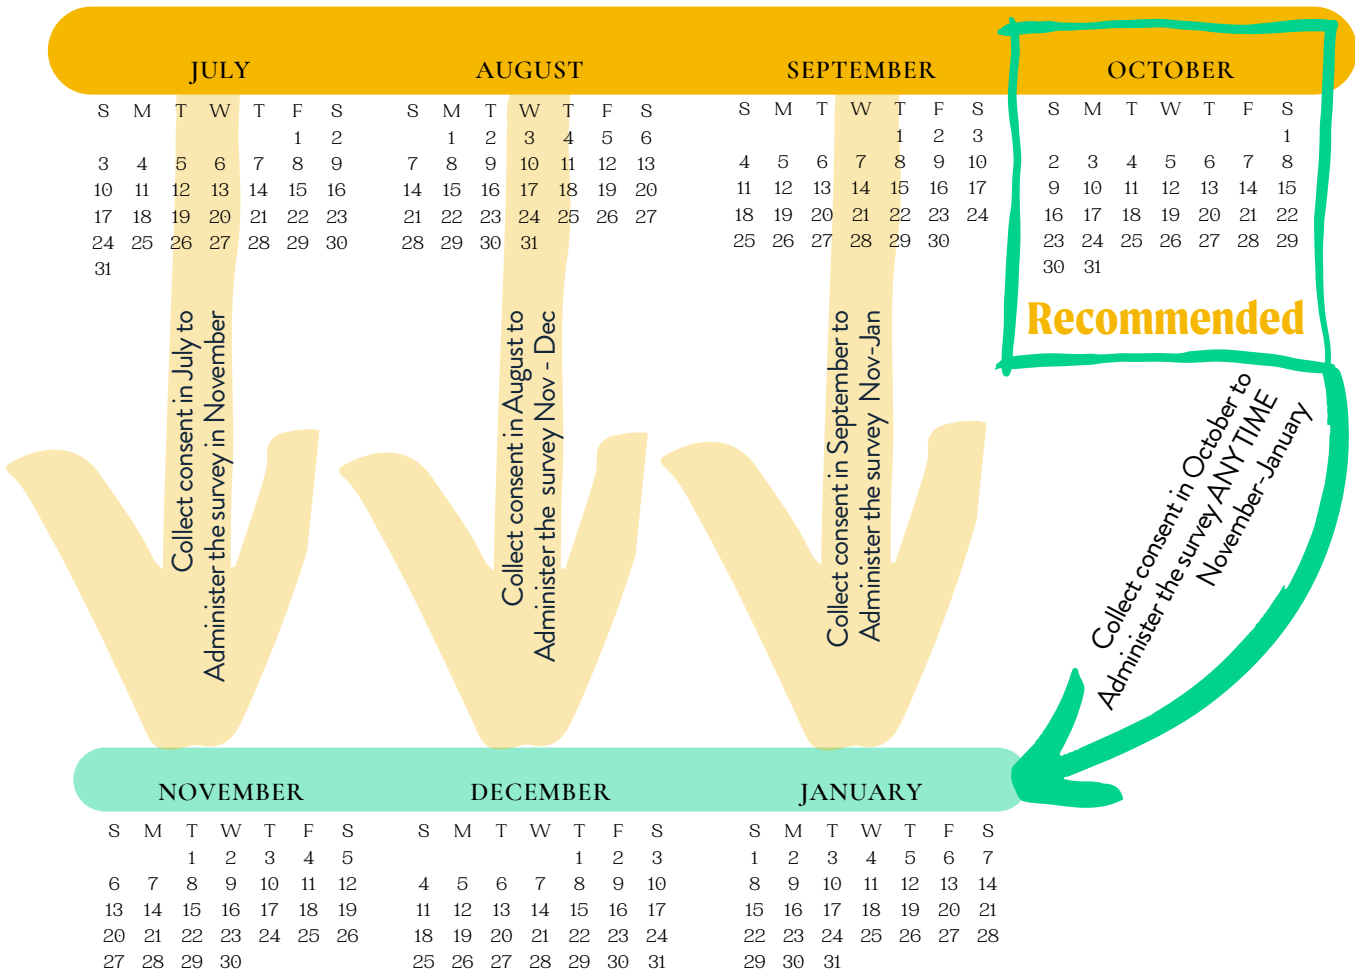 JULY
S M T W T F S
1 2
3 4 5 6 7 8 9
10 11 12 13 14 15 16
17 18 19 20 21 22 23
24 25 26 27 28 29 30
31
AUGUST
S M T W T F S
1 2 3 4 5 6
7 8 9 10 11 12 13
14 15 16 17 18 19 20
21 22 23 24 25 26 27
28 29 30 31
SEPTEMBER
S M T W T F S
1 2 3
4 5 6 7 8 9 10
11 12 13 14 15 16 17
18 19 20 21 22 23 24
25 26 27 28 29 30
OCTOBER
S M T W T F S
1
2 3 4 5 6 7 8
9 10 11 12 13 14 15
16 17 18 19 20 21 22
23 24 25 26 27 28 29
30 31
Recommended
Collect consent in July to
Administer the survey in November
Collect consent in August to
Administer the survey Nov - Dec
Collect consent in September to
Administer the survey Nov-Jan
Collect consent in October to
Administer the survey ANYTIME
November-January
NOVEMBER
S M T W T F S
1 2 3 4 5
6 7 8 9 10 11 12
13 14 15 16 17 18 19
20 21 22 23 24 25 26
27 28 29 30
DECEMBER
S M T W T F S
1 2 3
4 5 6 7 8 9 10
11 12 13 14 15 16 17
18 19 20 21 22 23 24
25 26 27 28 29 30 31
JANUARY
S M T W T F S
1 2 3 4 5 6 7
8 9 10 11 12 13 14
15 16 17 18 19 20 21
22 23 24 25 26 27 28
29 30 31